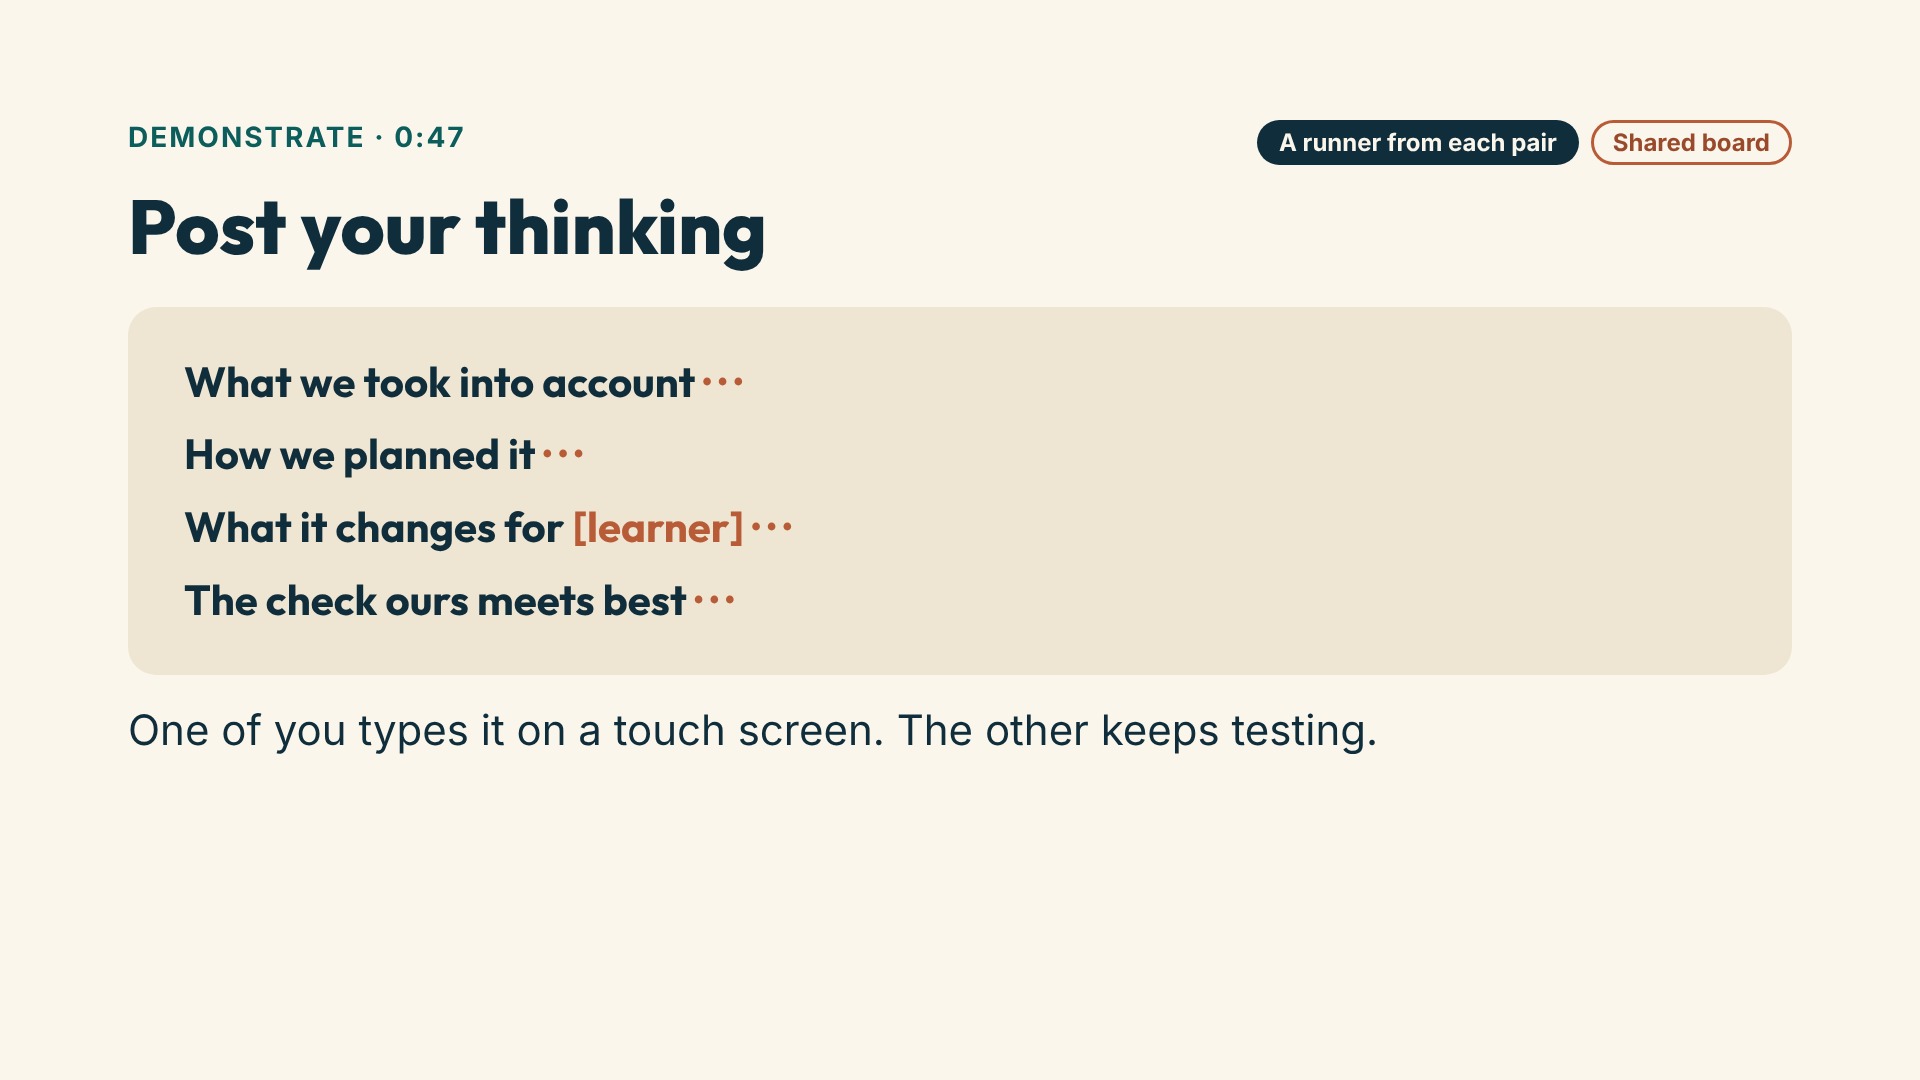 DEMONSTRATE · 0:47
A runner from each pair
Shared board
Post your thinking
What we took into account ···
How we planned it ···
What it changes for [learner] ···
The check ours meets best ···
One of you types it on a touch screen. The other keeps testing.